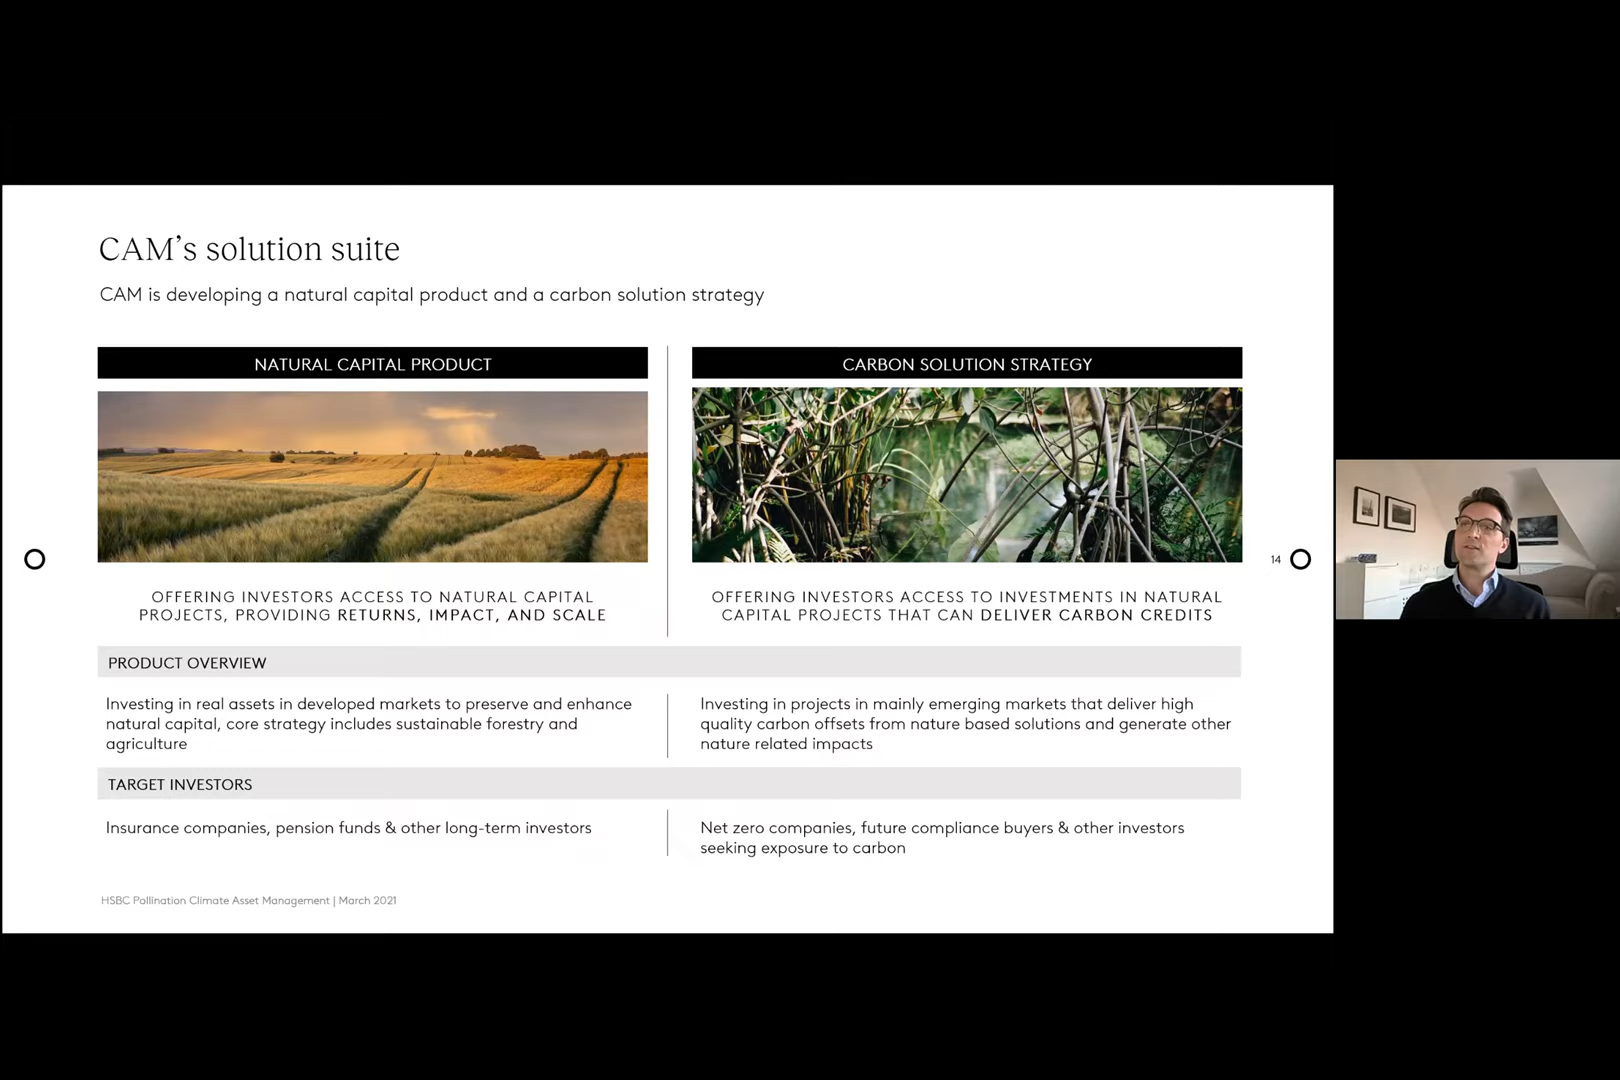 CAM’s solution suite
CAM is developing a natural capital product and a carbon solution strategy
NATURAL CAPITAL PRODUCT
OFFERING INVESTORS ACCESS TO NATURAL CAPITAL
PROJECTS, PROVIDING RETURNS, IMPACT, AND SCALE
CARBON SOLUTION STRATEGY
OFFERING INVESTORS ACCESS TO INVESTMENTS IN NATURAL
CAPITAL PROJECTS THAT CAN DELIVER CARBON CREDITS
14
PRODUCT OVERVIEW
Investing in real assets in developed markets to preserve and enhance
natural capital, core strategy includes sustainable forestry and
agriculture
Investing in projects in mainly emerging markets that deliver high
quality carbon offsets from nature based solutions and generate other
nature related impacts
TARGET INVESTORS
Insurance companies, pension funds & other long-term investors
Net zero companies, future compliance buyers & other investors
seeking exposure to carbon
HSBC Pollination Climate Asset Management | March 2021